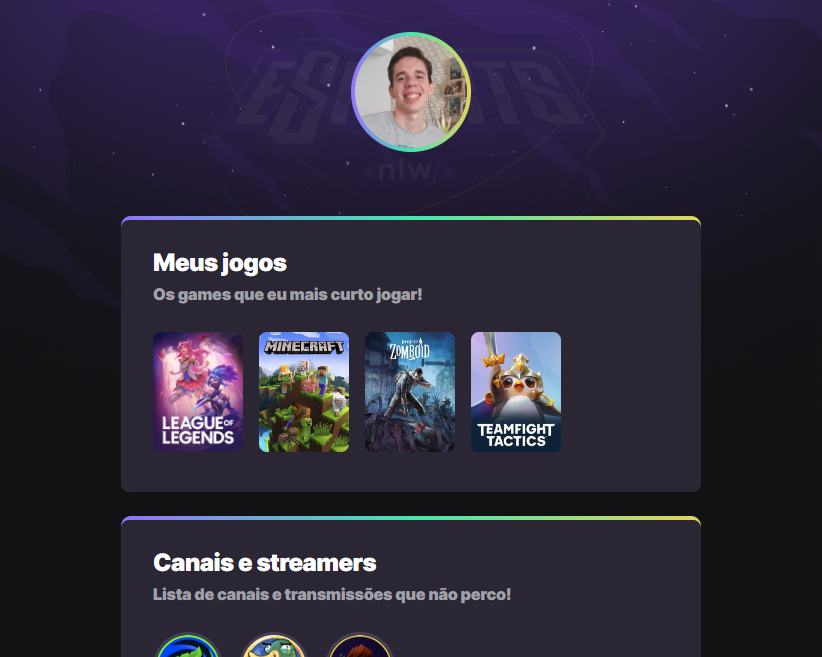 ESPORTS
<nlw/>
Meus jogos
Os games que eu mais curto jogar!
LEAGUE OF
LEGENDS
MINECRAFT
project
ZOMBOID
TEAMFIGHT
TACTICS
Canais e streamers
Lista de canais e transmissões que não perco!